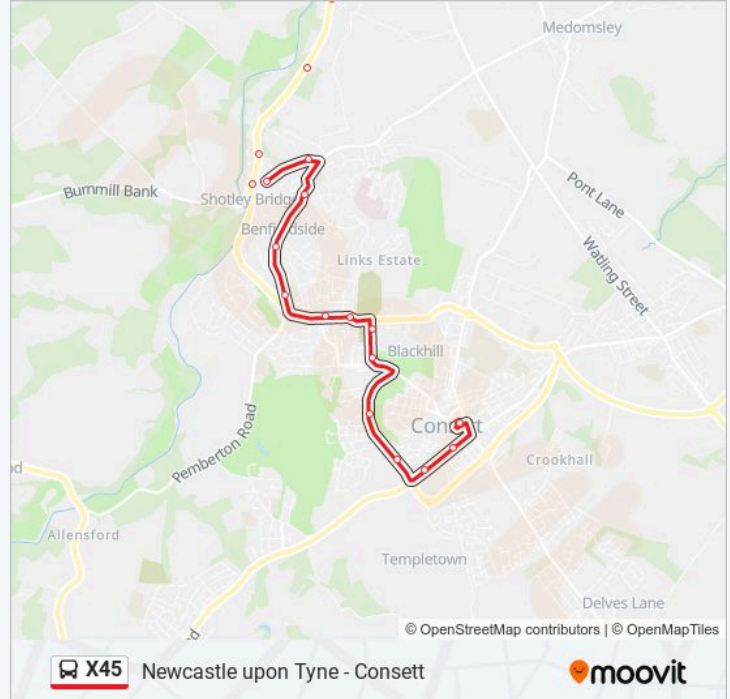 Medomsley
Burnmill Bank
Shotley Bridge
Pont Lane
Benfieldside
Watling Street
Links Estate
Blackhill
Consett
Pemberton Road
Crookhall
Allensford
Templetown
Delves Lane
© OpenStreetMap contributors | © OpenMapTiles
X45 Newcastle upon Tyne - Consett
moovit